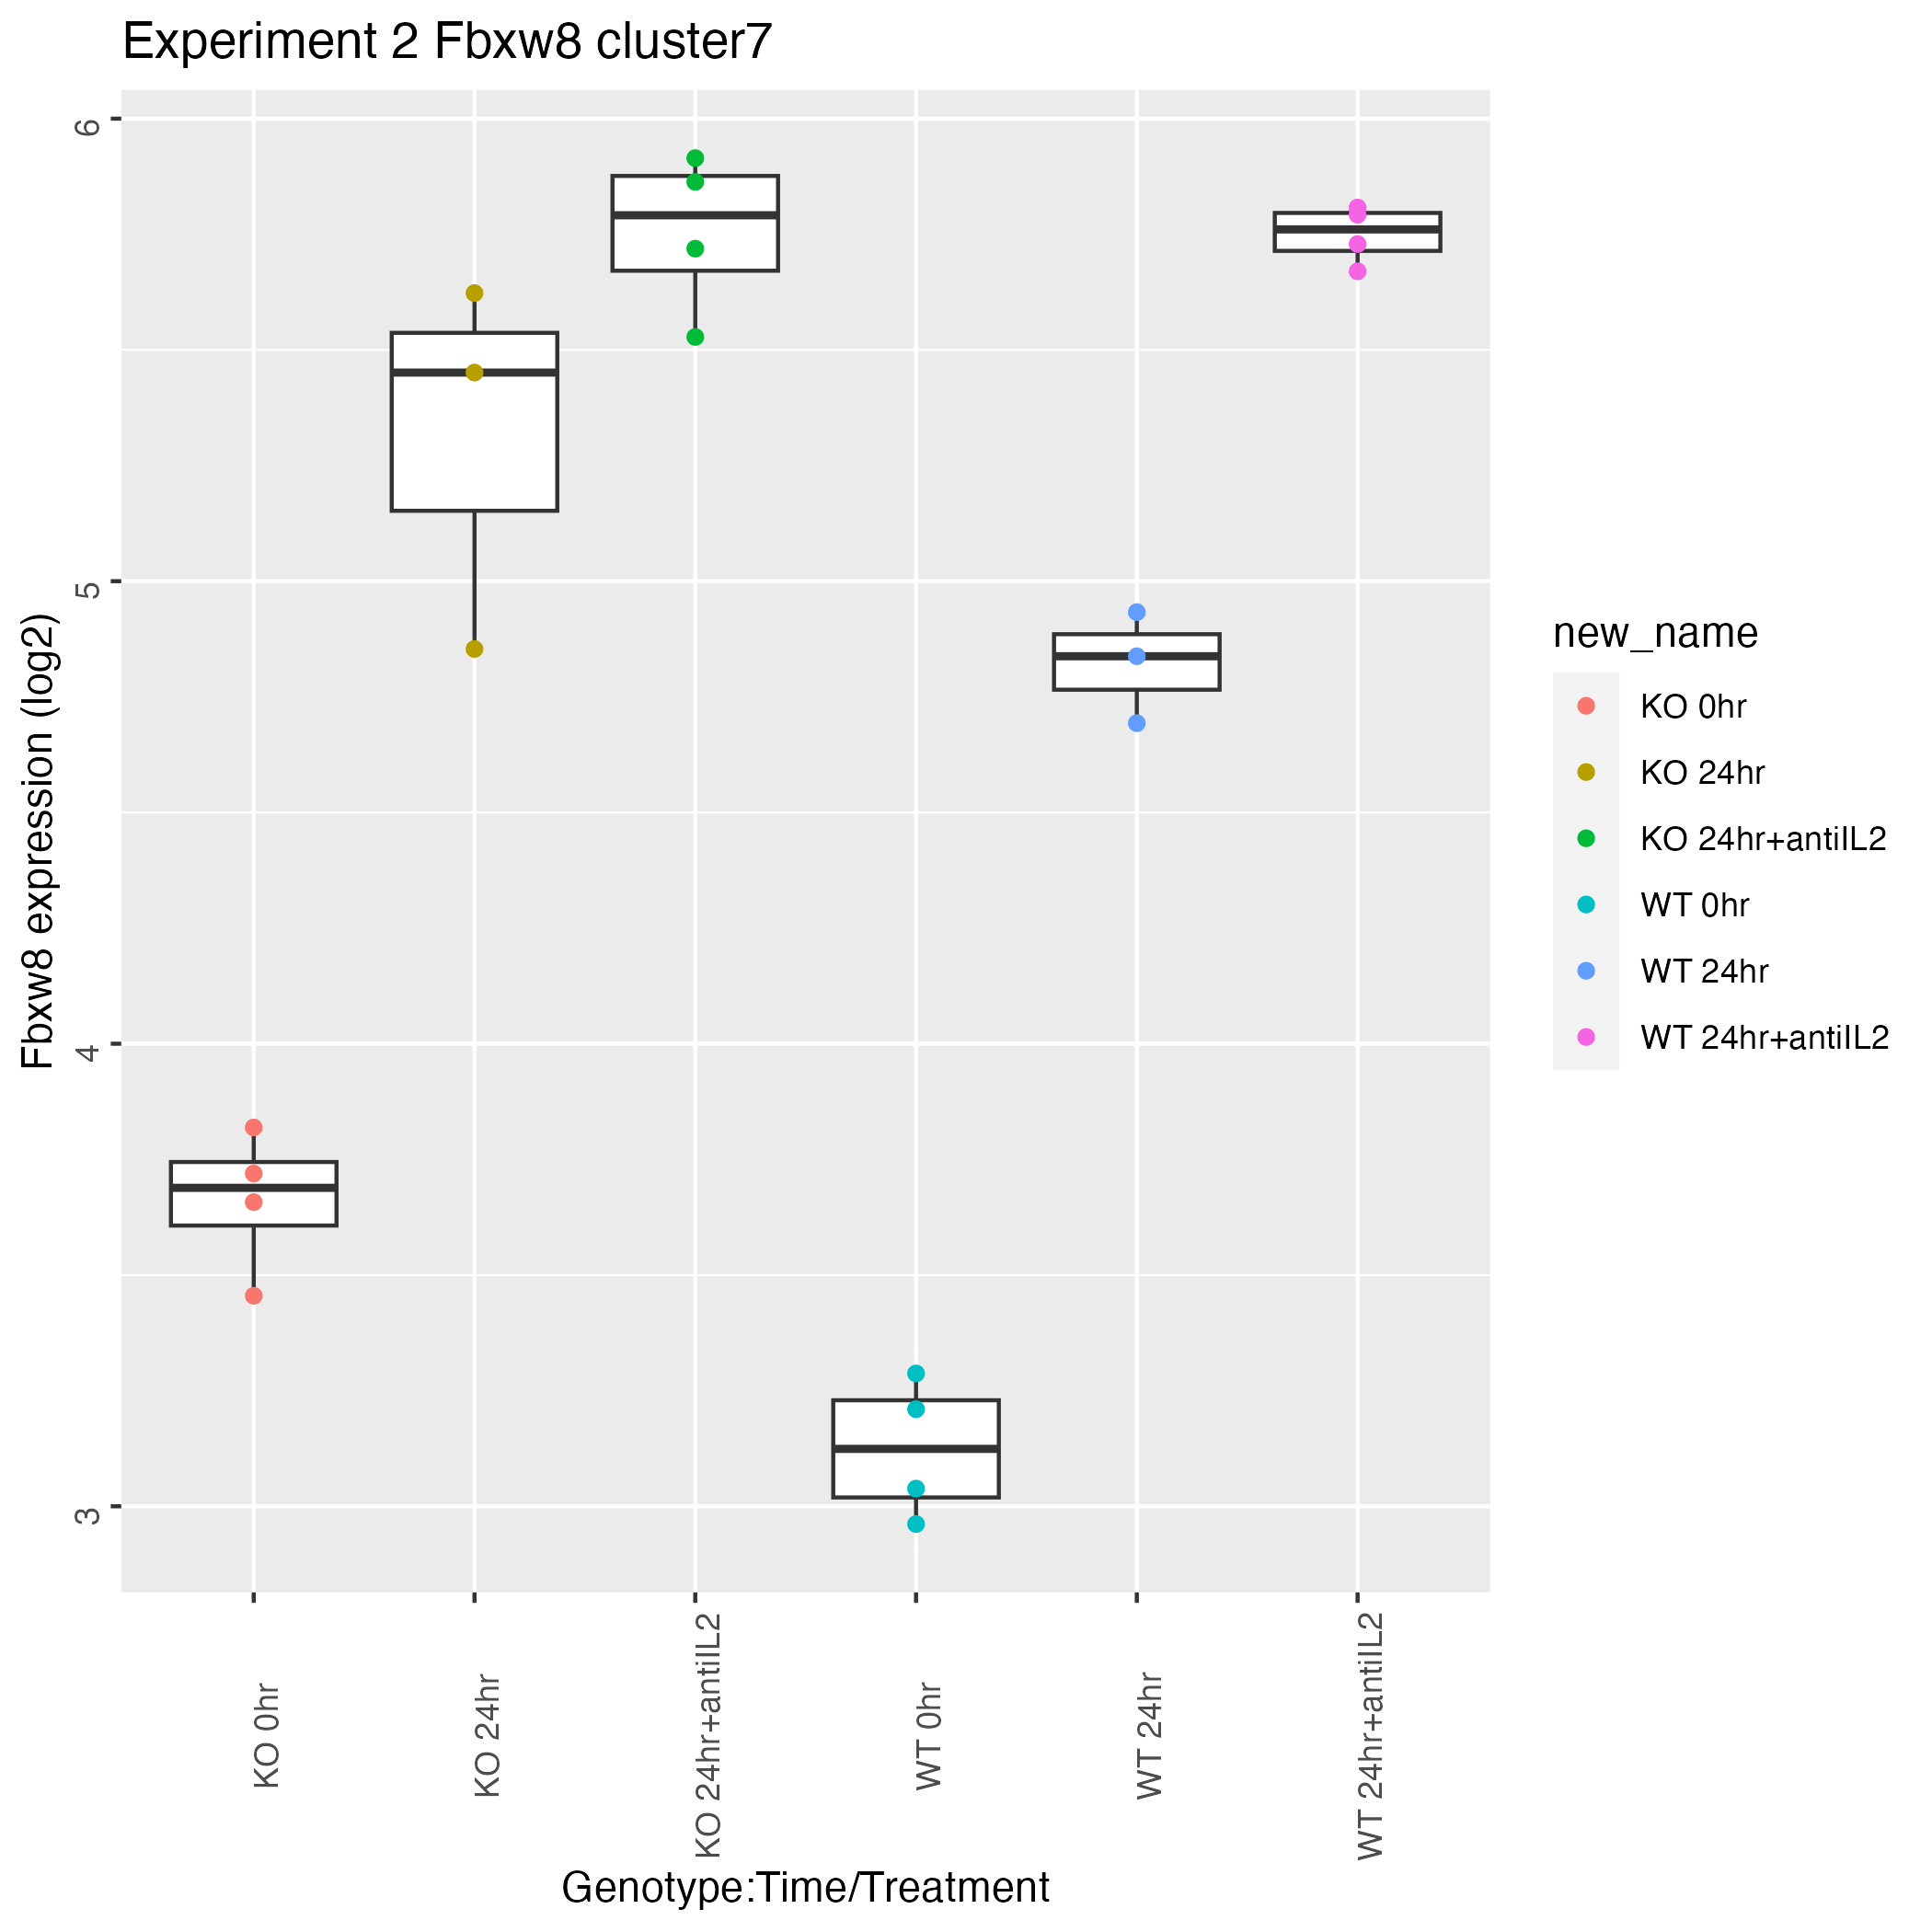 Experiment 2 Fbxw8 cluster7
Fbxw8 expression (log2)
6
5
4
3
KO 0hr
KO 24hr
KO 24hr+antiIL2
WT 0hr
WT 24hr
WT 24hr+antiIL2
Genotype:Time/Treatment
new_name
KO 0hr
KO 24hr
KO 24hr+antiIL2
WT 0hr
WT 24hr
WT 24hr+antiIL2